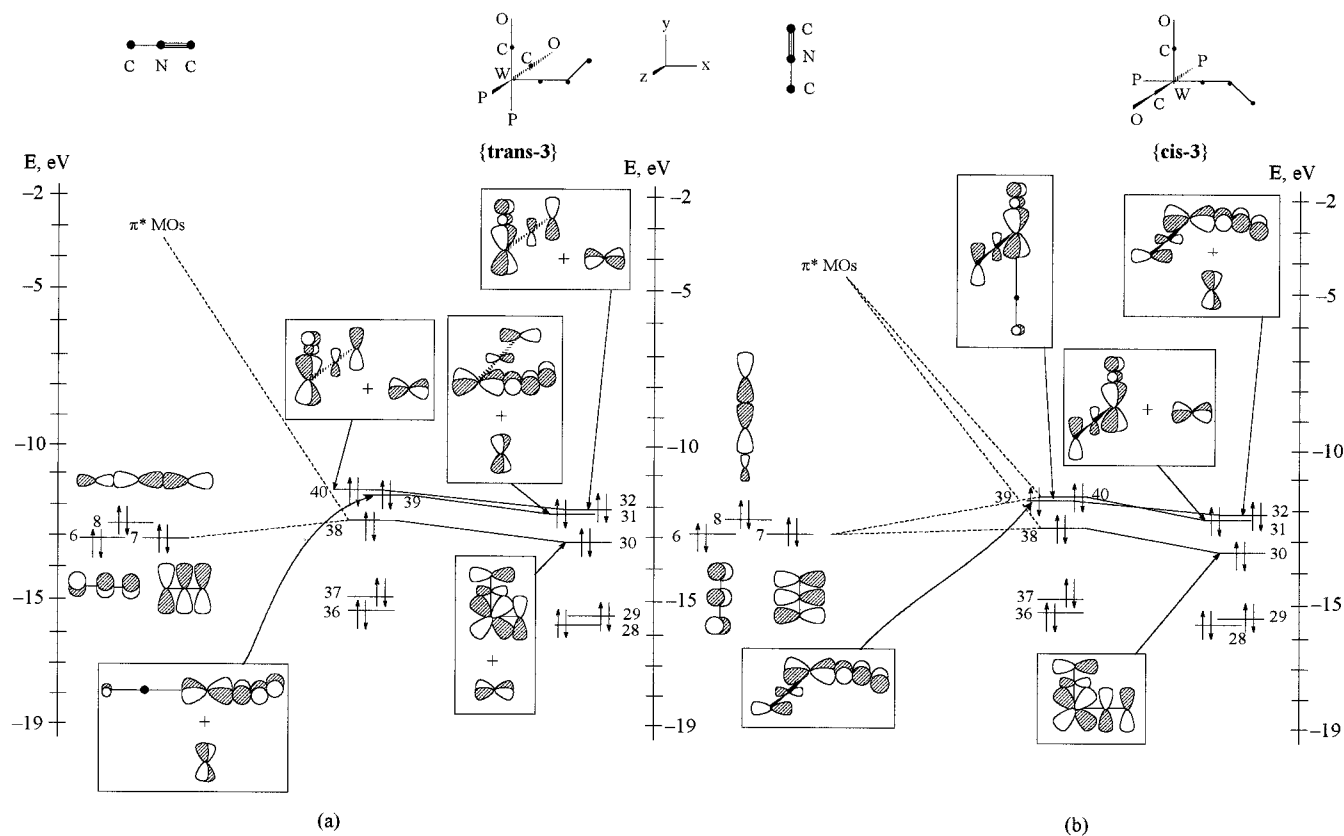 O
O
C
C
W
P
P
{trans-3}
C N C
y
x
z
C
N
C
O
C
P
P
C
W
O
{cis-3}
E, eV
−2
−5
−10
−15
−19
π* MOs
+
+
+
+
+
40
39
38
37
36
32
31
30
29
28
6
8
7
E, eV
−2
−5
−10
−15
−19
(a)
π* MOs
+
+
39
40
38
37
36
32
31
30
29
28
6
8
7
E, eV
−2
−5
−10
−15
−19
(b)